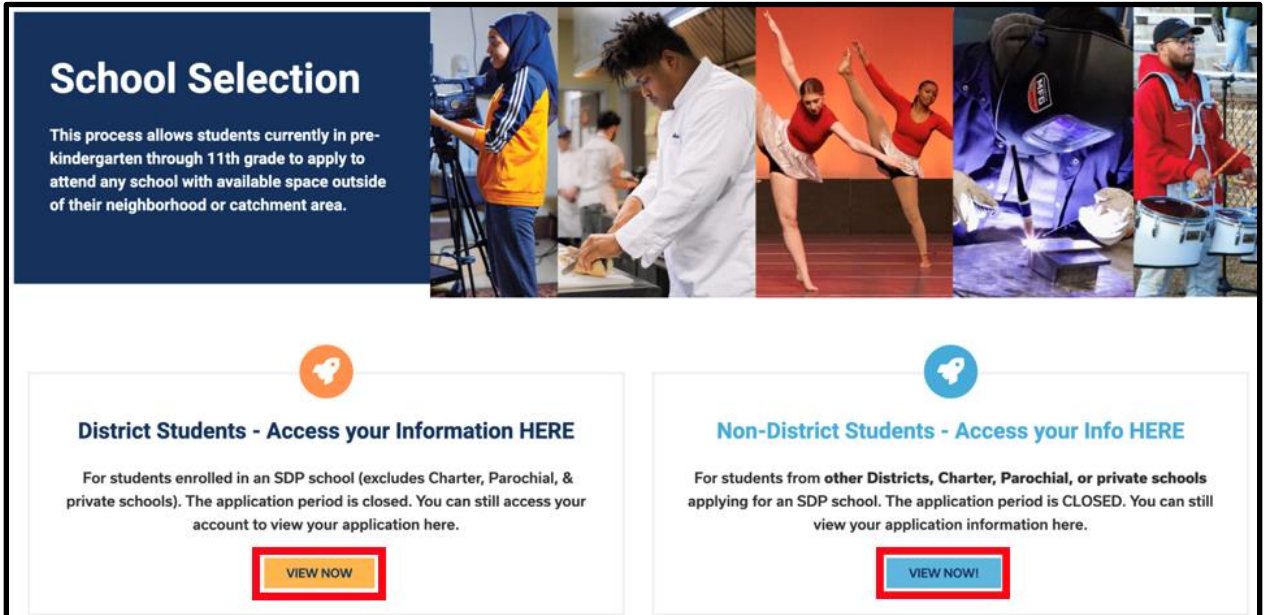 School Selection
This process allows students currently in pre-
kindergarten through 11th grade to apply to
attend any school with available space outside
of their neighborhood or catchment area.
MFG
District Students - Access your Information HERE
For students enrolled in an SDP school (excludes Charter, Parochial, &
private schools). The application period is closed. You can still access your
account to view your application here.
VIEW NOW
Non-District Students - Access your Info HERE
For students from other Districts, Charter, Parochial, or private schools
applying for an SDP school. The application period is CLOSED. You can still
view your application information here.
VIEW NOW!